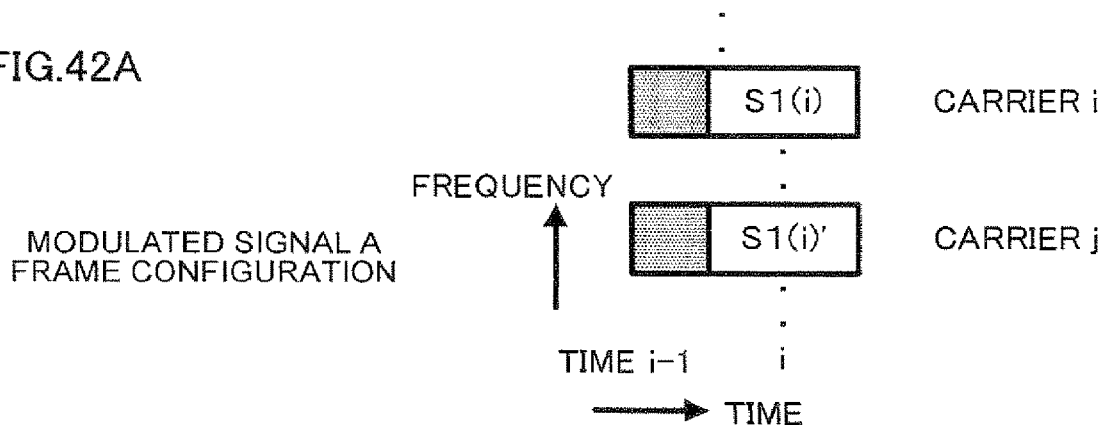 FIG.42A
S1(i) CARRIER i
FREQUENCY
S1(i)' CARRIER j
MODULATED SIGNAL A
FRAME CONFIGURATION
TIME i-1 i
TIME